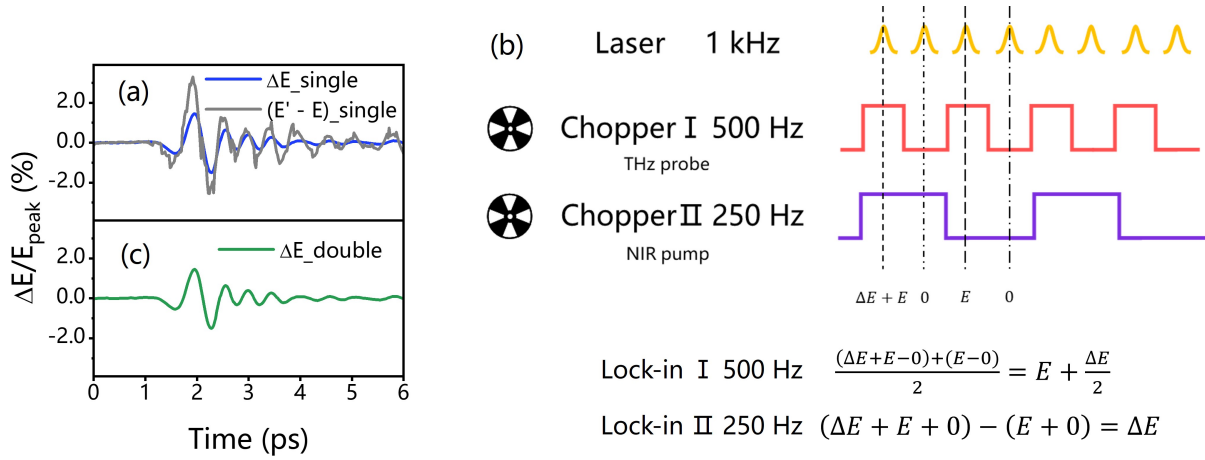 (a)
ΔE_single
(E' - E)_single
2.0
0.0
-2.0
(c)
ΔE_double
2.0
0.0
-2.0
ΔE/E_peak (%)
0 1 2 3 4 5 6
Time (ps)
(b)
Laser 1 kHz
Chopper Ⅰ 500 Hz
THz probe
Chopper Ⅱ 250 Hz
NIR pump
ΔE + E 0 E 0
Lock-in Ⅰ 500 Hz ((ΔE+E−0)+(E−0))/2 = E + ΔE/2
Lock-in Ⅱ 250 Hz (ΔE + E + 0) − (E + 0) = ΔE